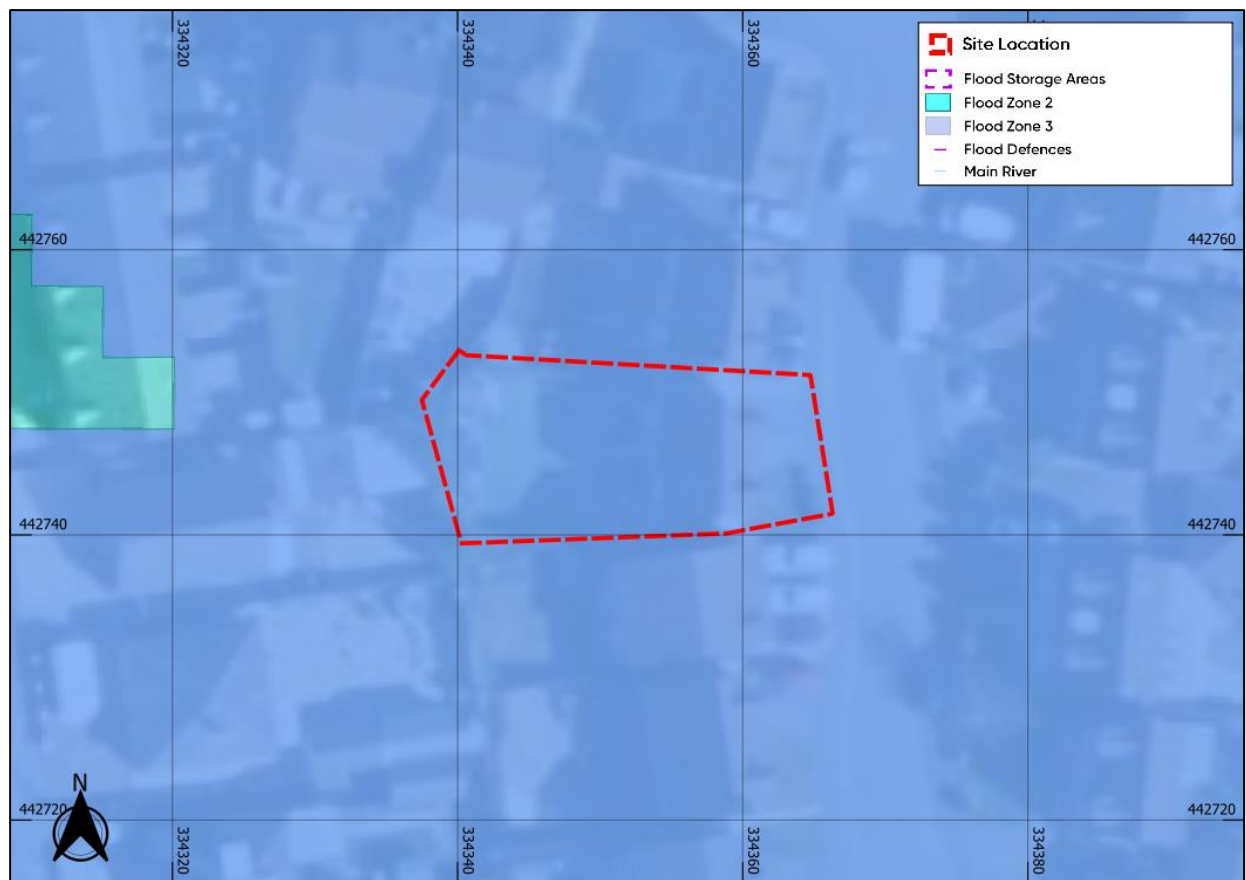 334320
334340
334360
Site Location
Flood Storage Areas
Flood Zone 2
Flood Zone 3
Flood Defences
Main River
442760
442760
442740
442740
N
442720
442720
334320
334340
334360
334380